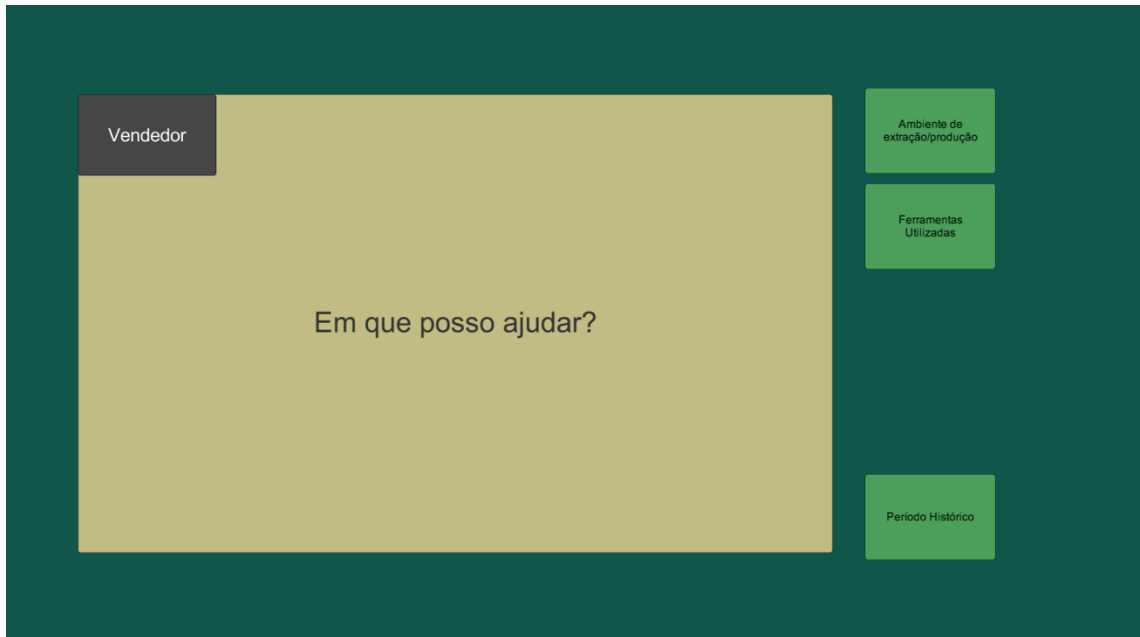 Vendedor
Em que posso ajudar?
Ambiente de
extração/produção
Ferramentas
Utilizadas
Período Histórico